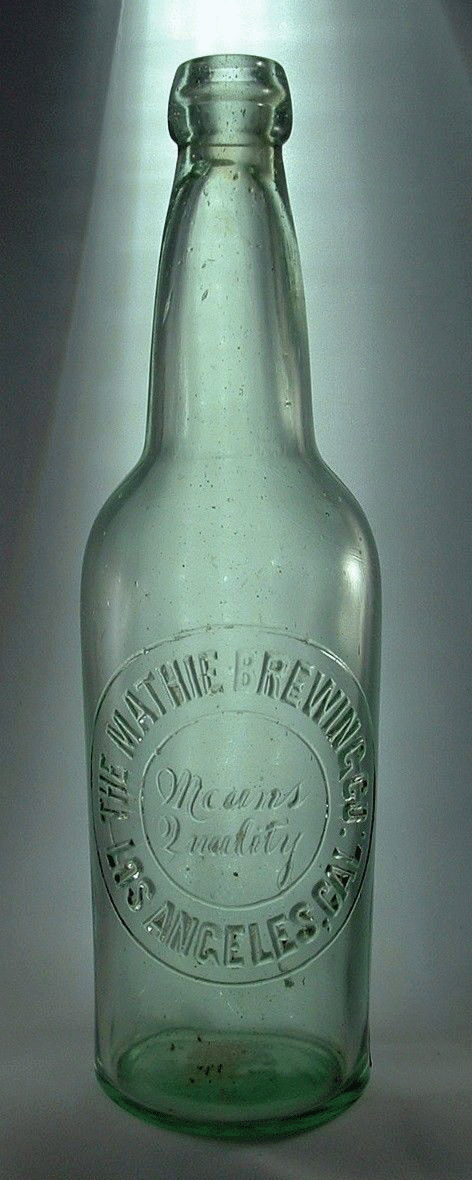 THE MATHIE BREWING CO.
Means
Quality
LOS ANGELES, CAL.